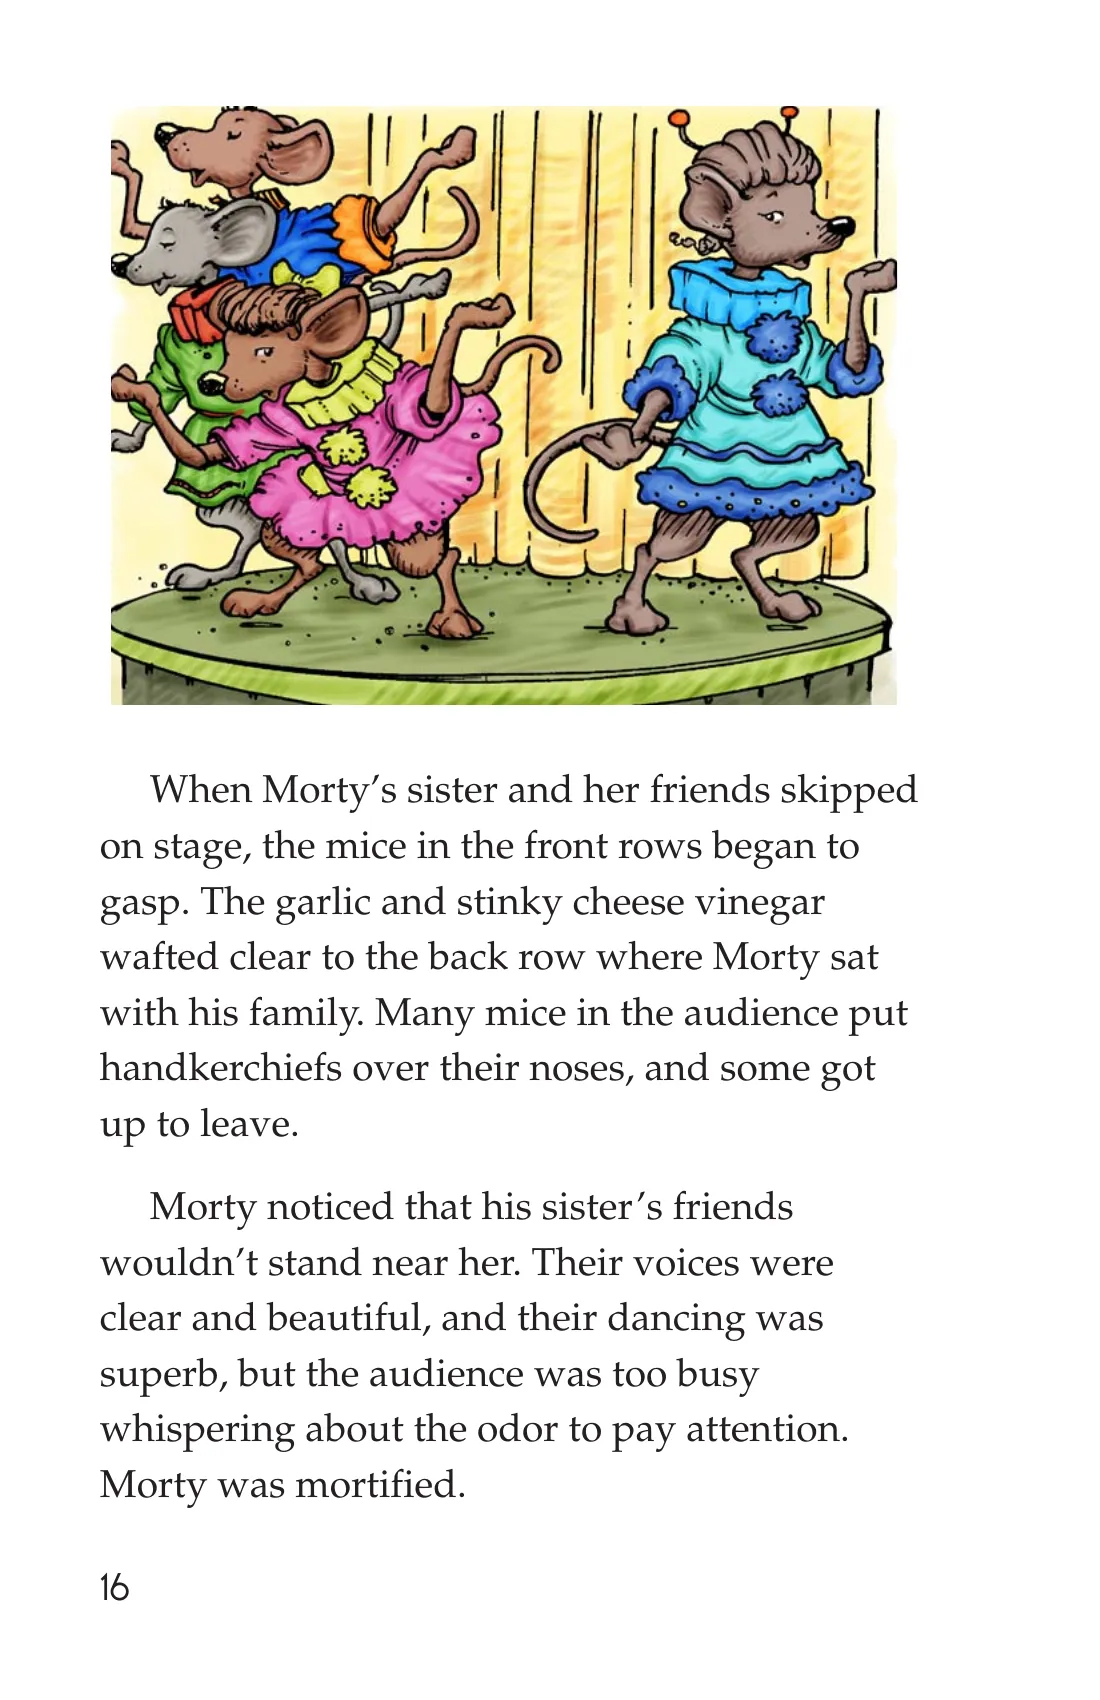 When Morty’s sister and her friends skipped
on stage, the mice in the front rows began to
gasp. The garlic and stinky cheese vinegar
wafted clear to the back row where Morty sat
with his family. Many mice in the audience put
handkerchiefs over their noses, and some got
up to leave.
Morty noticed that his sister’s friends
wouldn’t stand near her. Their voices were
clear and beautiful, and their dancing was
superb, but the audience was too busy
whispering about the odor to pay attention.
Morty was mortified.
16